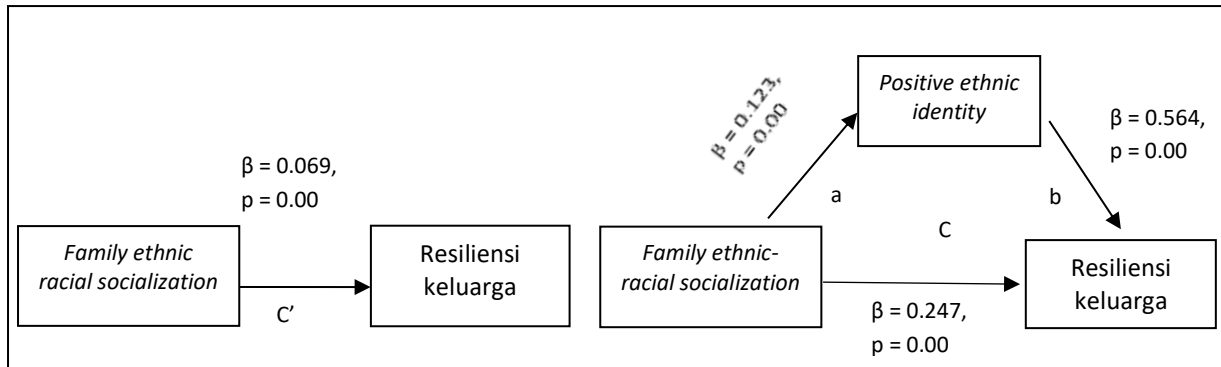 β = 0.069,
p = 0.00
Family ethnic
racial socialization
C’
Resiliensi
keluarga
β = 0.123,
p = 0.00
Positive ethnic
identity
β = 0.564,
p = 0.00
a
b
C
Family ethnic-
racial socialization
Resiliensi
keluarga
β = 0.247,
p = 0.00